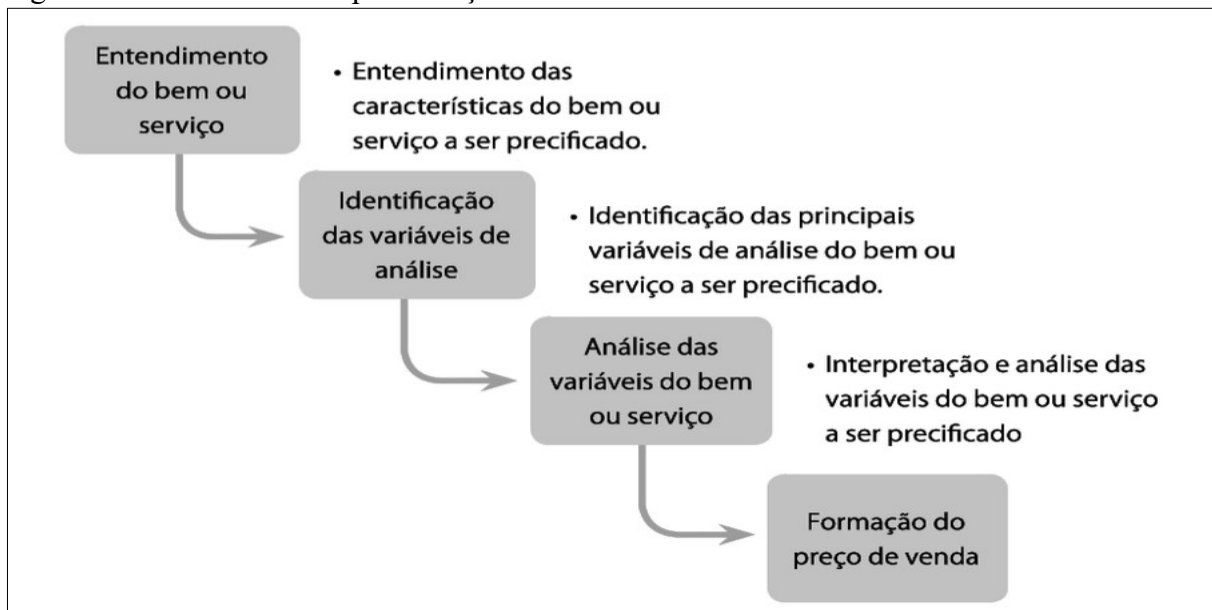 Entendimento
do bem ou
serviço
• Entendimento das
características do bem ou
serviço a ser precificado.
Identificação
das variáveis de
análise
• Identificação das principais
variáveis de análise do bem ou
serviço a ser precificado.
Análise das
variáveis do bem
ou serviço
• Interpretação e análise das
variáveis do bem ou serviço
a ser precificado
Formação do
preço de venda